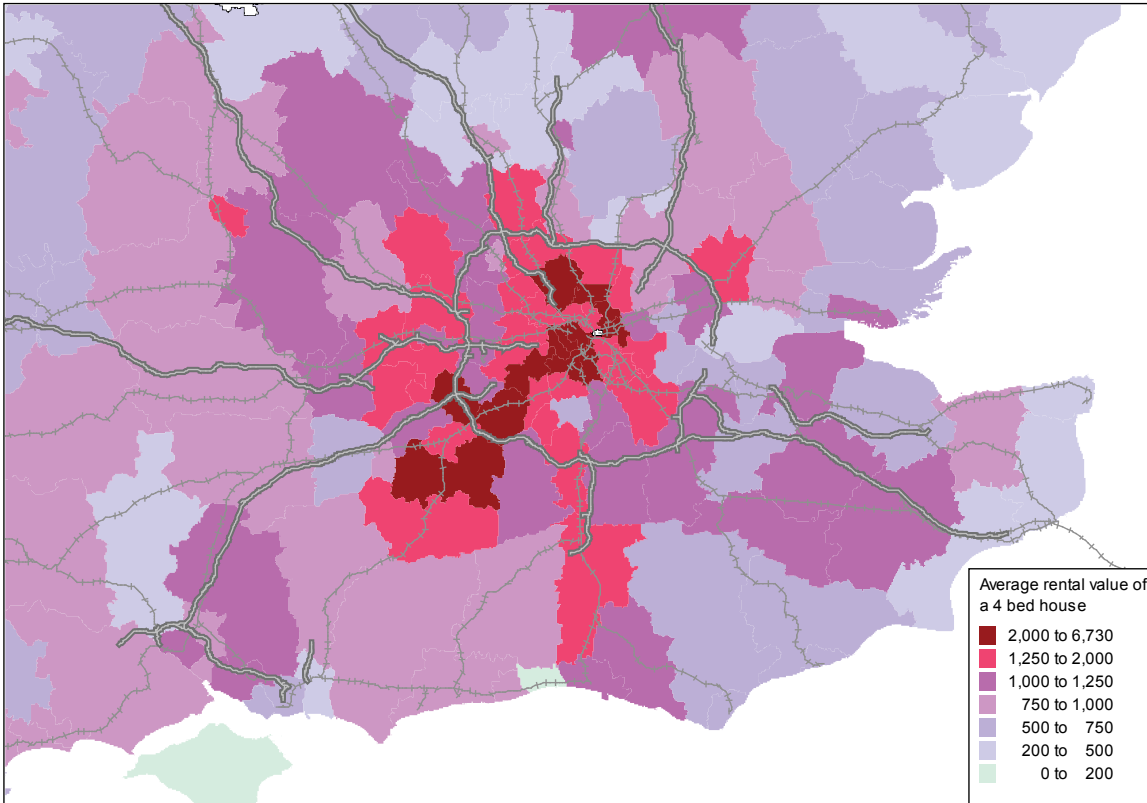 Average rental value of
a 4 bed house
2,000 to 6,730
1,250 to 2,000
1,000 to 1,250
750 to 1,000
500 to 750
200 to 500
0 to 200